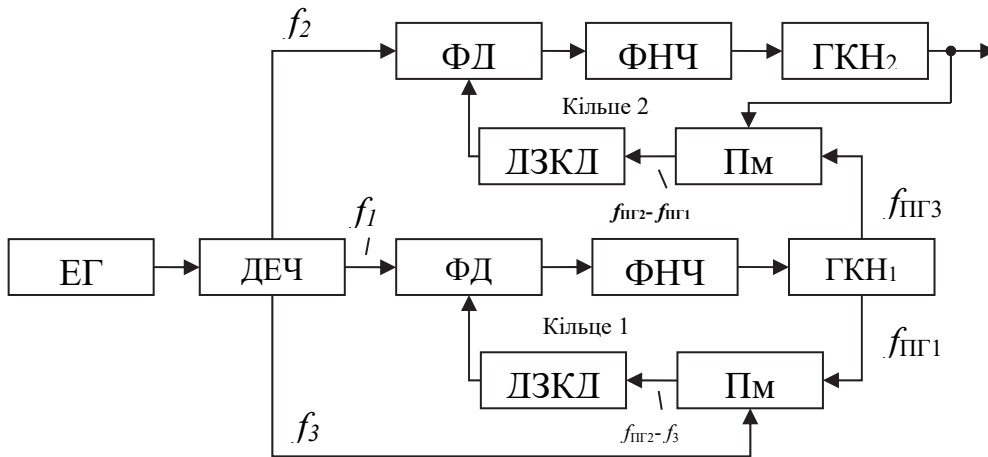 f2
ФД
ФНЧ
ГКН2
Кільце 2
ДЗКД
Пм
fПГ2- fПГ1
f1
fПГ3
ЕГ
ДЕЧ
ФД
ФНЧ
ГКН1
Кільце 1
fПГ1
ДЗКД
Пм
f3
fПГ2- f3